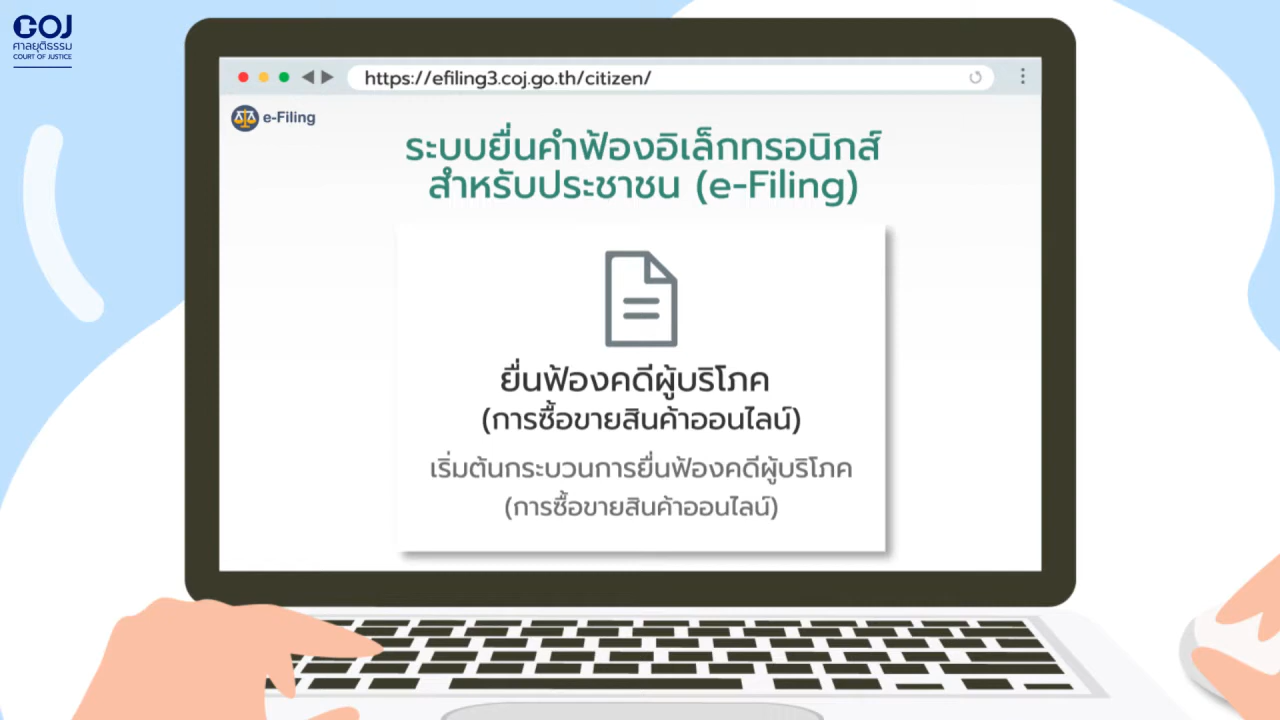 COJ
ศาลยุติธรรม
COURT OF JUSTICE
https://efiling3.coj.go.th/citizen/
e-Filing
ระบบยื่นคำฟ้องอิเล็กทรอนิกส์
สำหรับประชาชน (e-Filing)
ยื่นฟ้องคดีผู้บริโภค
(การซื้อขายสินค้าออนไลน์)
เริ่มต้นกระบวนการยื่นฟ้องคดีผู้บริโภค
(การซื้อขายสินค้าออนไลน์)